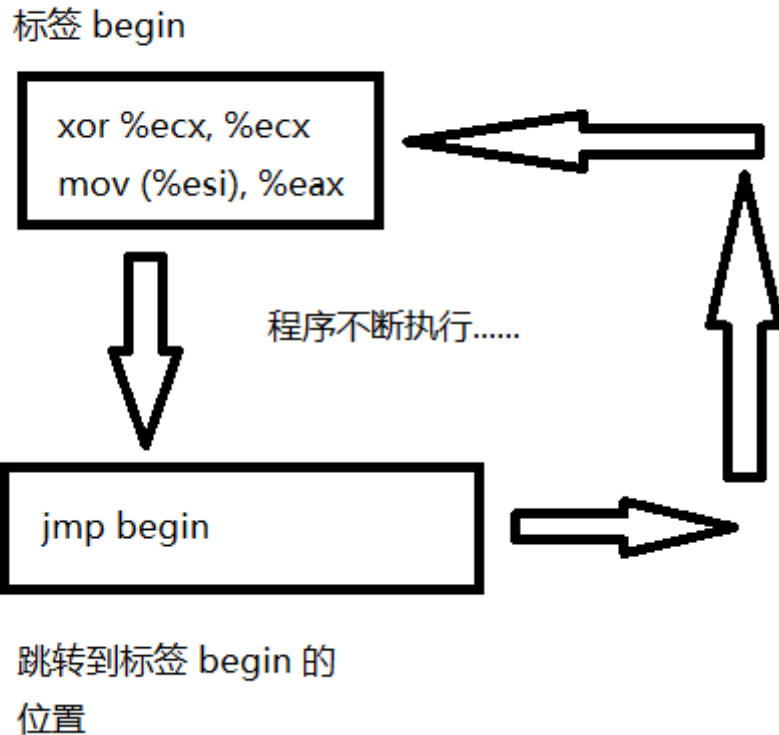 标签 begin
xor %ecx, %ecx
mov (%esi), %eax
程序不断执行......
jmp begin
跳转到标签 begin 的
位置